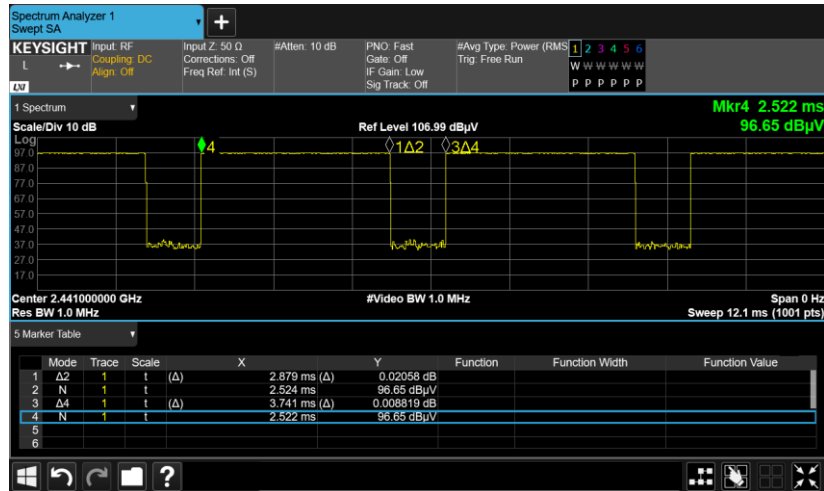 Spectrum Analyzer 1
Swept SA
+
KEYSIGHT
L
LXI
Input: RF
Coupling: DC
Align: Off
Input Z: 50 Ω
Corrections: Off
Freq Ref: Int (S)
#Atten: 10 dB
PNO: Fast
Gate: Off
IF Gain: Low
Sig Track: Off
#Avg Type: Power (RMS
Trig: Free Run
1 2 3 4 5 6
W W W W W W
P P P P P P
1 Spectrum
Mkr4 2.522 ms
Scale/Div 10 dB Ref Level 106.99 dBµV 96.65 dBµV
Log
4 1Δ2 3Δ4
97.0
87.0
77.0
67.0
57.0
47.0
37.0
27.0
17.0
Center 2.441000000 GHz #Video BW 1.0 MHz Span 0 Hz
Res BW 1.0 MHz Sweep 12.1 ms (1001 pts)
5 Marker Table
Mode Trace Scale X Y Function Function Width Function Value
1 Δ2 1 t (Δ) 2.879 ms (Δ) 0.02058 dB
2 N 1 t 2.524 ms 96.65 dBµV
3 Δ4 1 t (Δ) 3.741 ms (Δ) 0.008819 dB
4 N 1 t 2.522 ms 96.65 dBµV
5
6
?